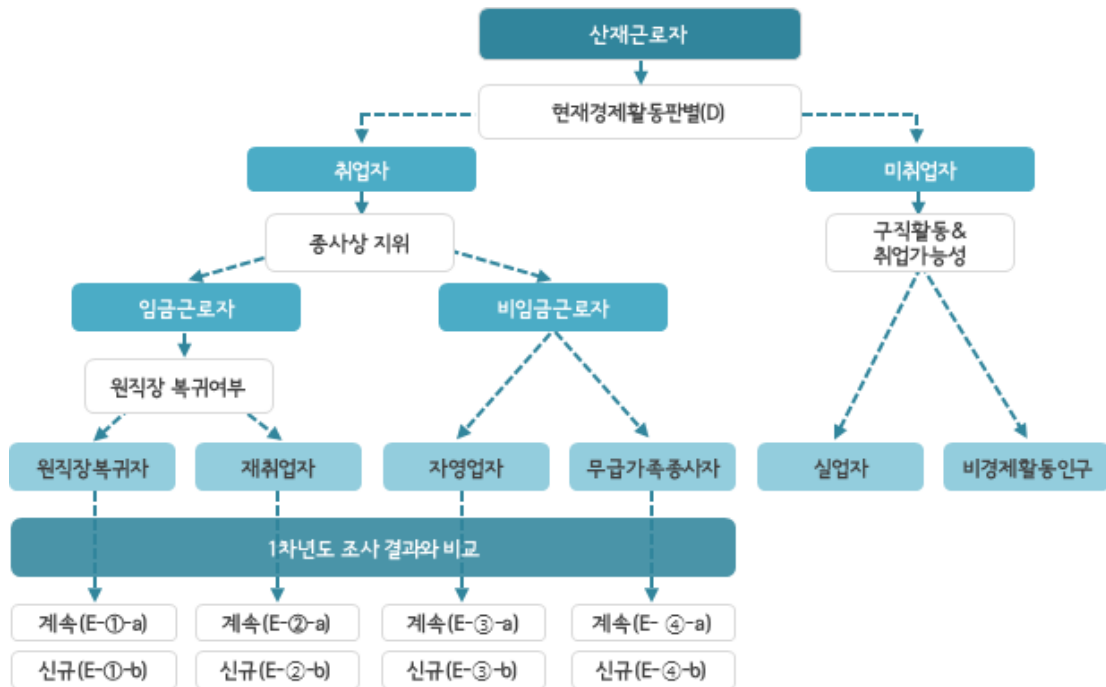 산재근로자
현재경제활동판별(D)
취업자
미취업자
종사상 지위
구직활동&
취업가능성
임금근로자
비임금근로자
원직장 복귀여부
원직장복귀자
재취업자
자영업자
무급가족종사자
실업자
비경제활동인구
1차년도 조사 결과와 비교
계속(E-①-a)
계속(E-②-a)
계속(E-③-a)
계속(E- ④-a)
신규(E-①-b)
신규(E-②-b)
신규(E-③-b)
신규(E-④-b)